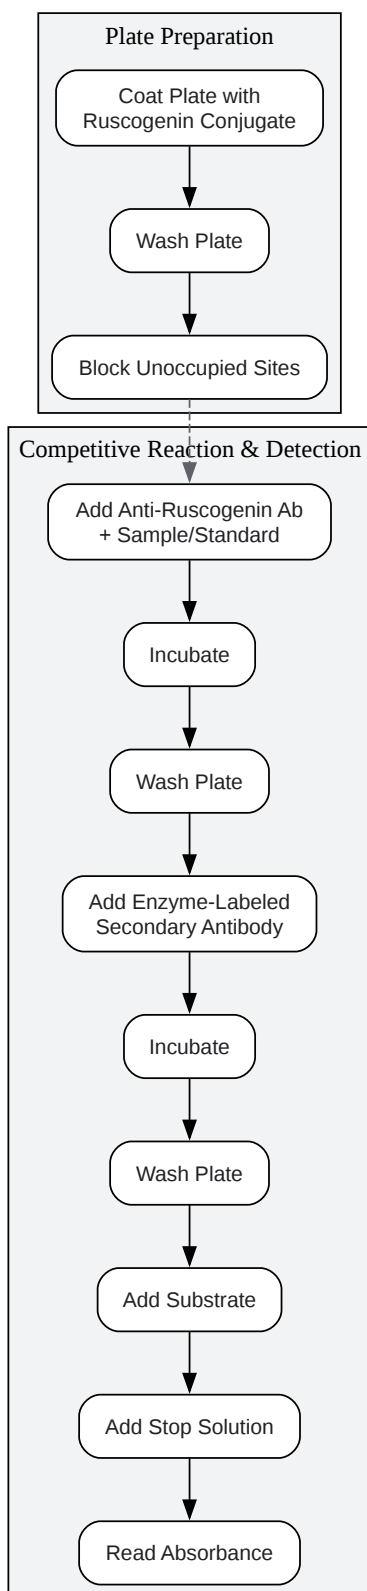 Plate Preparation
Coat Plate with
Ruscogenin Conjugate
Wash Plate
Block Unoccupied Sites
Competitive Reaction & Detection
Add Anti-Ruscogenin Ab
+ Sample/Standard
Incubate
Wash Plate
Add Enzyme-Labeled
Secondary Antibody
Incubate
Wash Plate
Add Substrate
Add Stop Solution
Read Absorbance